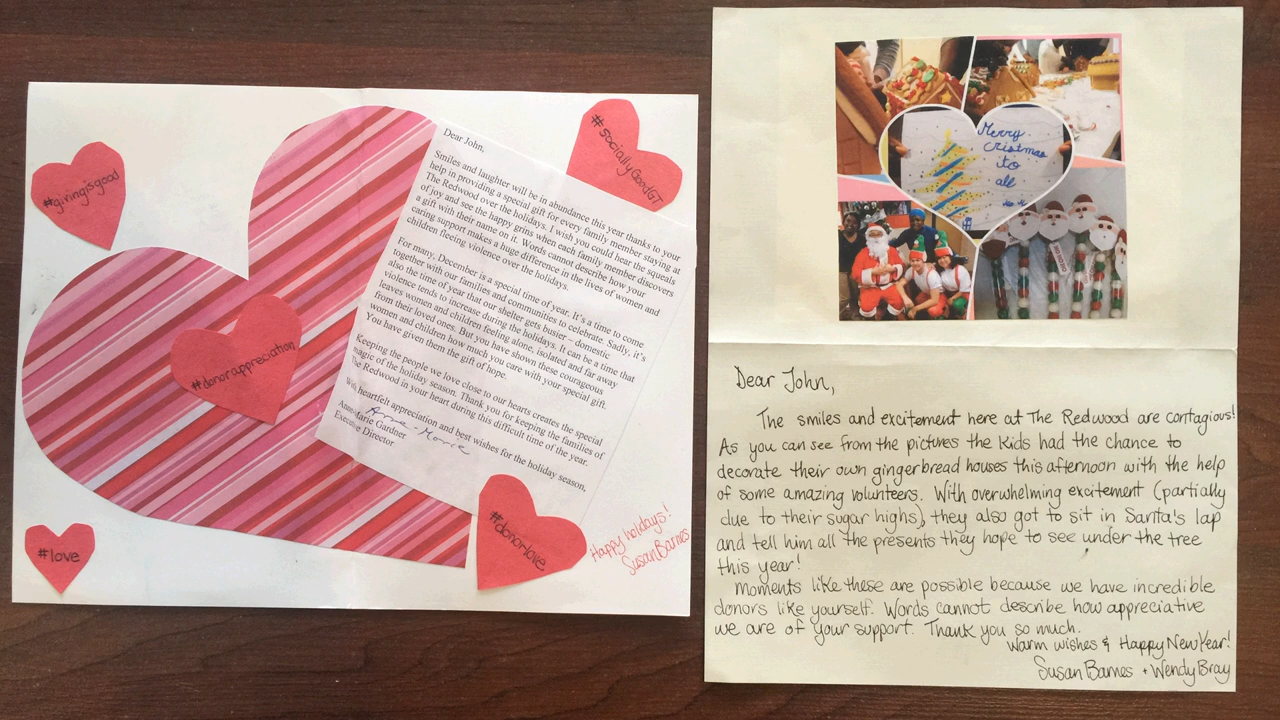 #givingisgood
#sociallyGoodGT
#donorappreciation
#love
#donorlove
Dear John,
Smiles and laughter will be in abundance this year thanks to your
help in providing a special gift for every family member staying at
The Redwood over the holidays. I wish you could hear the squeals
of joy and see the happy grins when each family member discovers
a gift with their name on it. Words cannot describe how your
caring support makes a huge difference in the lives of women and
children fleeing violence over the holidays.
For many, December is a special time of year. It's a time to come
together with our families and communities to celebrate. Sadly, it's
also the time of year that our shelter gets busier – domestic
violence tends to increase during the holidays. It can be a time that
leaves women and children feeling alone, isolated and far away
from their loved ones. But you have shown these courageous
women and children how much you care with your special gift.
You have given them the gift of hope.
Keeping the people we love close to our hearts creates the special
magic of the holiday season. Thank you for keeping the families of
The Redwood in your heart during this difficult time of the year.
With heartfelt appreciation and best wishes for the holiday season,
Anne-Marie
Anne-Marie Gardner
Executive Director
Happy holidays!
Susan Barnes
Merry
cristmas
to
all
Dear John,
The smiles and excitement here at The Redwood are contagious!
As you can see from the pictures the kids had the chance to
decorate their own gingerbread houses this afternoon with the help
of some amazing volunteers. With overwhelming excitement (partially
due to their sugar highs), they also got to sit in Santa's lap
and tell him all the presents they hope to see under the tree
this year!
Moments like these are possible because we have incredible
donors like yourself. Words cannot describe how appreciative
we are of your support. Thank you so much.
Warm wishes & Happy New Year!
Susan Barnes + Wendy Bray